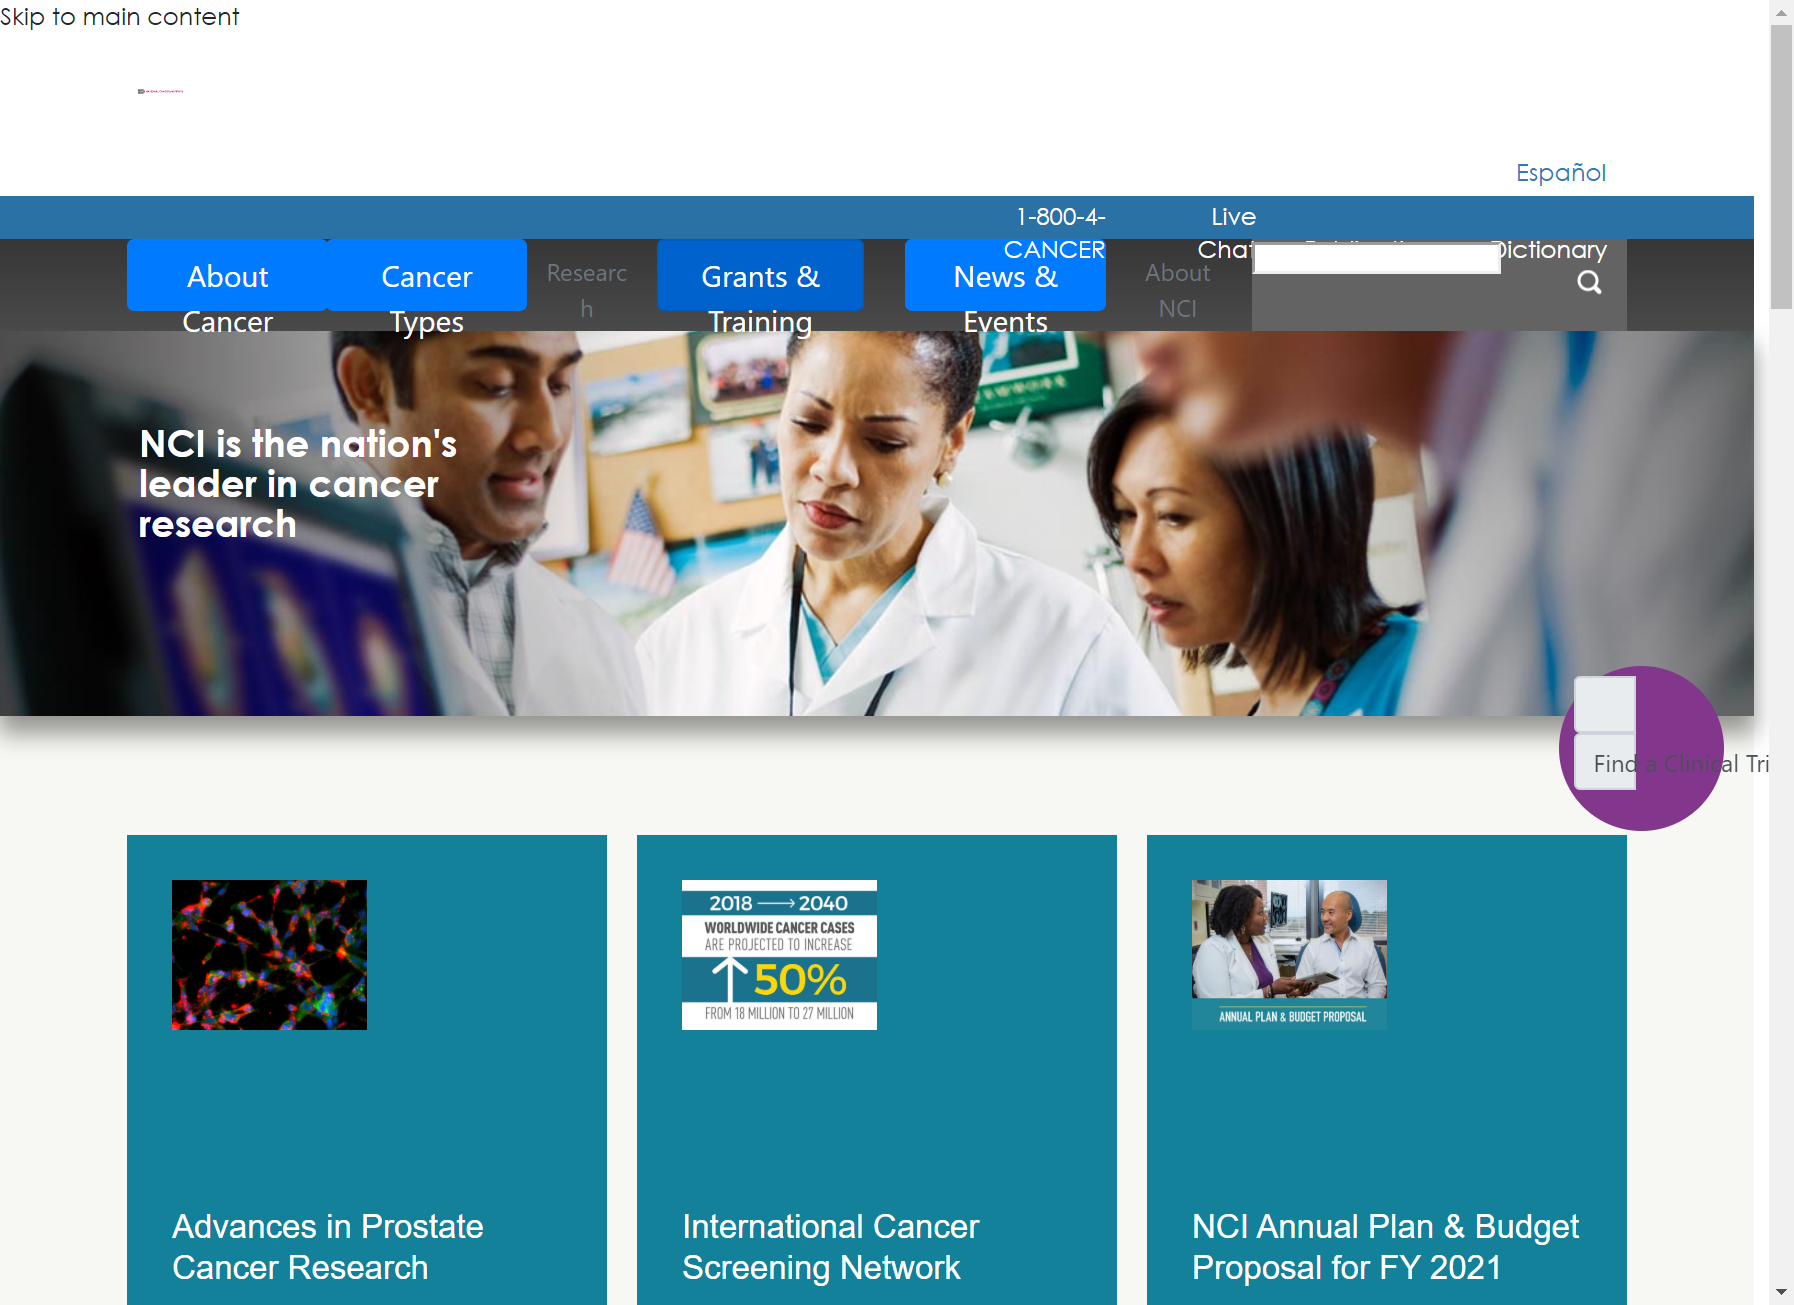 Skip to main content
Español
1-800-4-
CANCER
Live
Chat
Dictionary
About
Cancer
Cancer
Types
Researc
h
Grants &
Training
News &
Events
About
NCI
NCI is the nation's
leader in cancer
research
Find a Clinical Tri
2018 → 2040
WORLDWIDE CANCER CASES
ARE PROJECTED TO INCREASE
50%
FROM 18 MILLION TO 27 MILLION
ANNUAL PLAN & BUDGET PROPOSAL
Advances in Prostate
Cancer Research
International Cancer
Screening Network
NCI Annual Plan & Budget
Proposal for FY 2021